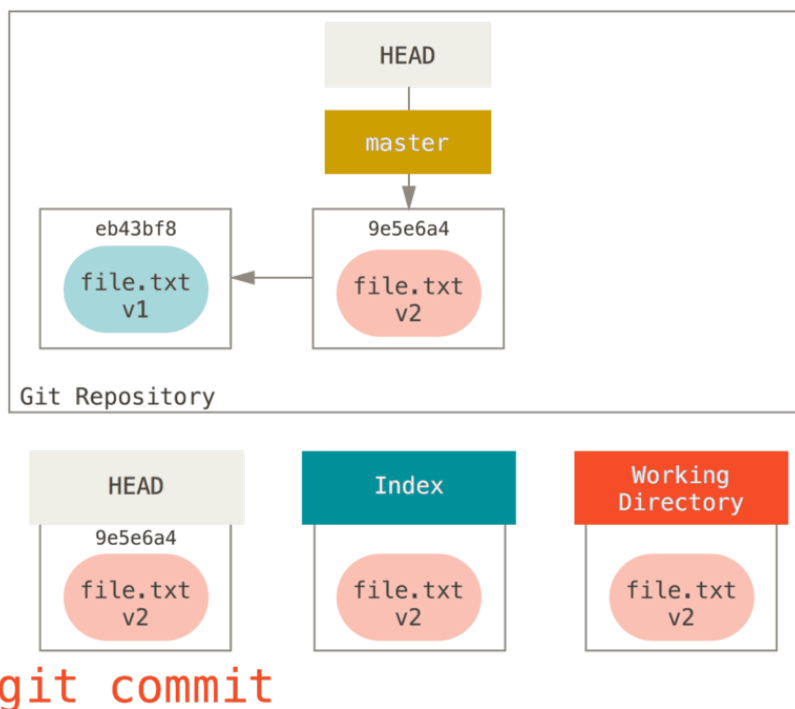 HEAD
master
eb43bf8
file.txt
v1
9e5e6a4
file.txt
v2
Git Repository
HEAD
9e5e6a4
file.txt
v2
Index
file.txt
v2
Working
Directory
file.txt
v2
git commit